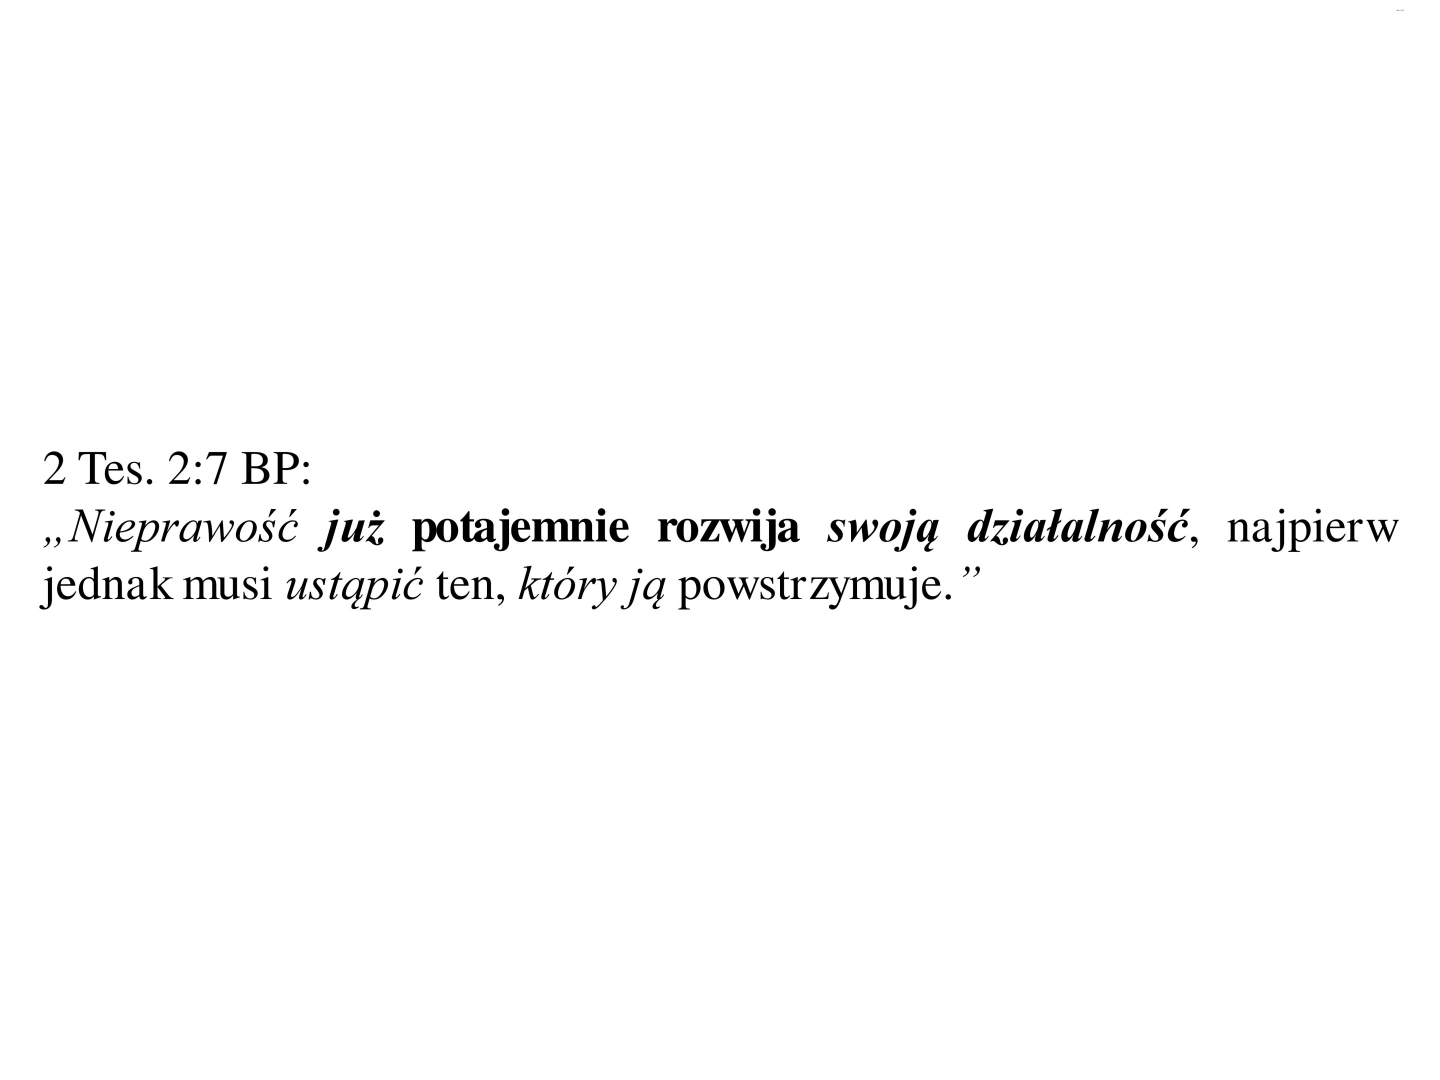 2 Tes. 2:7 BP:
„Nieprawość już potajemnie rozwija swoją działalność, najpierw
jednak musi ustąpić ten, który ją powstrzymuje.”